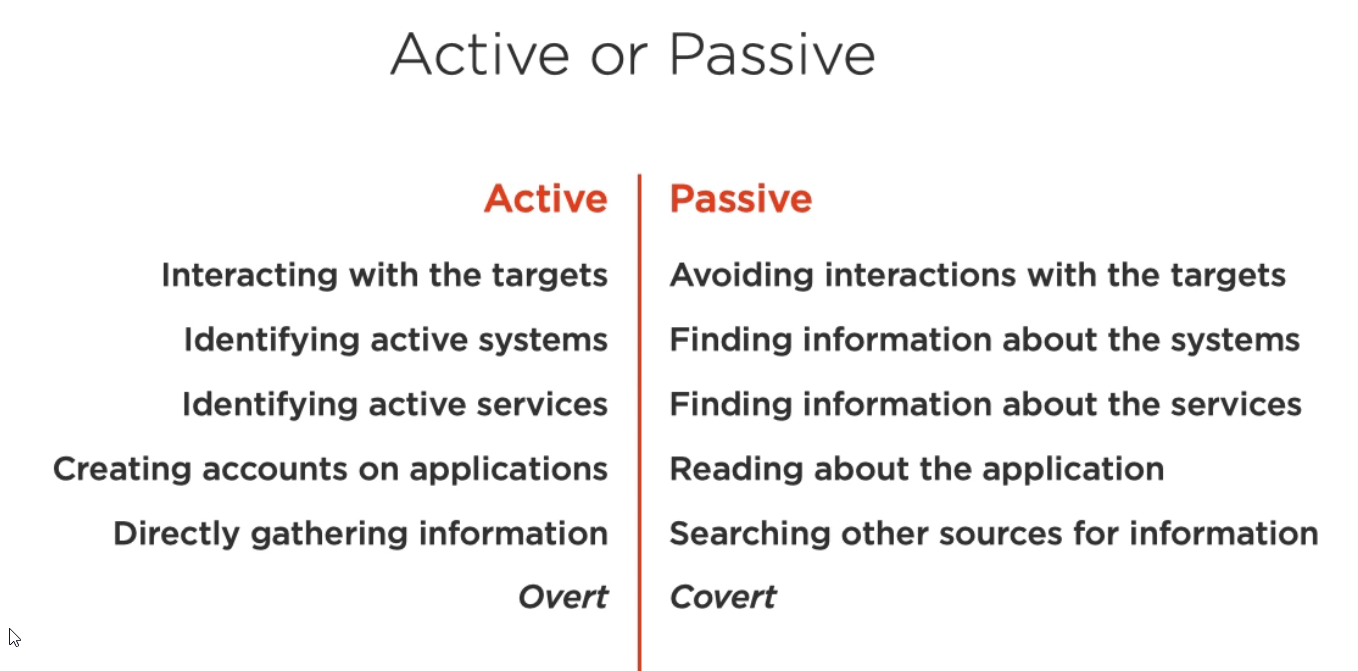 Active or Passive
Active
Passive
Interacting with the targets
Avoiding interactions with the targets
Identifying active systems
Finding information about the systems
Identifying active services
Finding information about the services
Creating accounts on applications
Reading about the application
Directly gathering information
Searching other sources for information
Overt
Covert